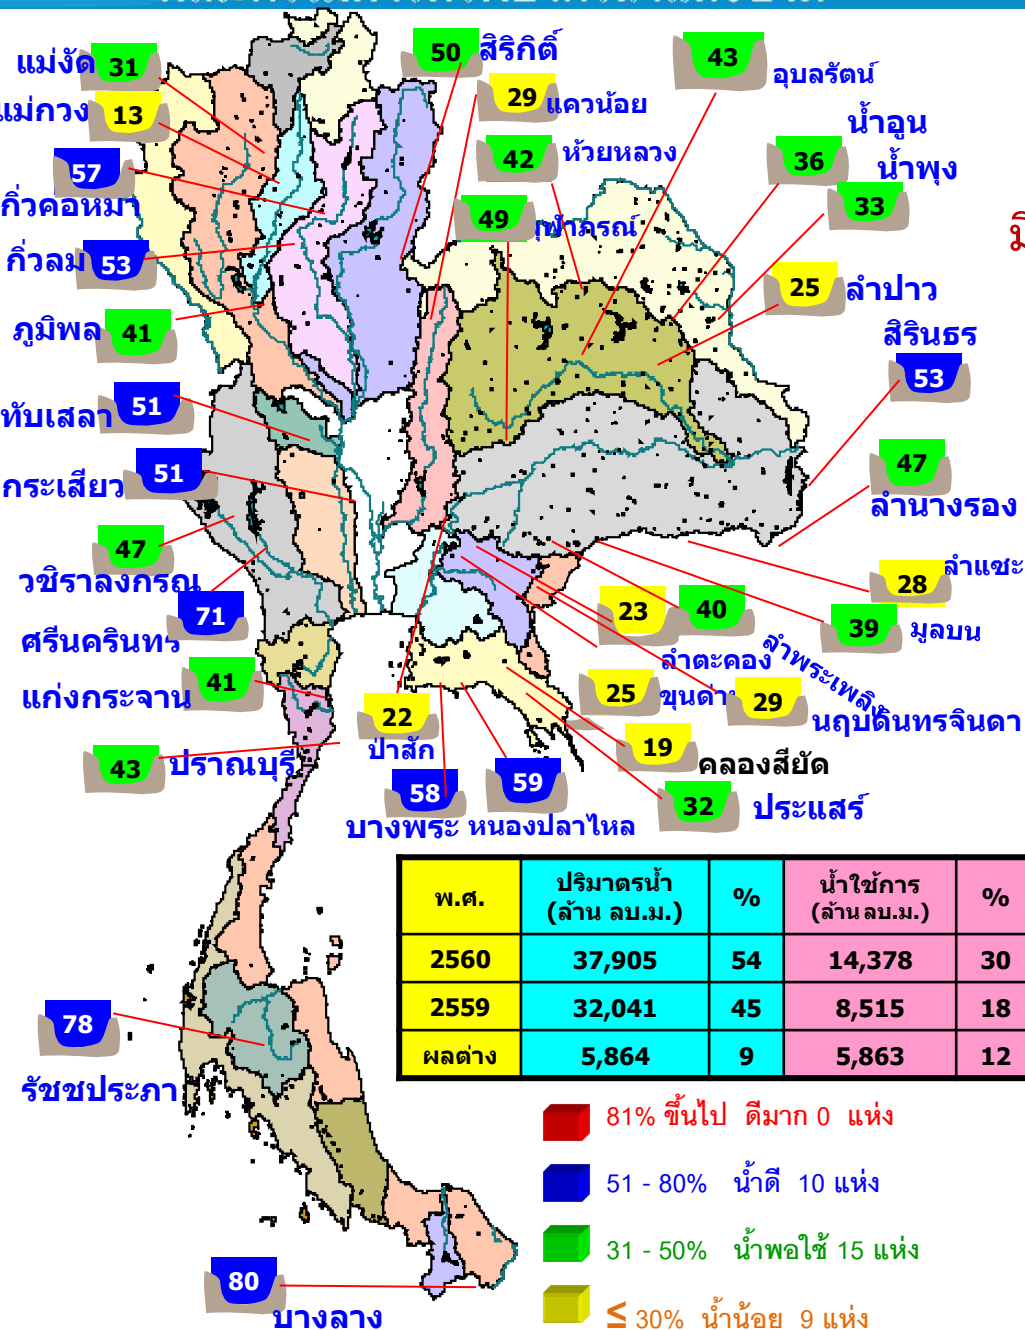 50 สิริกิติ์
43 อุบลรัตน์
แม่งัด 31
29 แควน้อย
แม่กวง 13
น้ำอูน
42 ห้วยหลวง
36 น้ำพุง
57
กิ่วคอหมา
33
49 จุฬาภรณ์
กิ่วลม 53
25 ลำปาว
ภูมิพล 41
สิรินธร
53
ทับเสลา 51
กระเสียว 51
47
ลำนางรอง
47
วชิราลงกรณ
28 ลำแชะ
71
ศรีนครินทร์
23
40
39 มูลบน
ลำตะคอง
ลำพระเพลิง
แก่งกระจาน 41
25 ขุนด่าน
29 นฤบดินทรจินดา
22
ป่าสัก
19 คลองสียัด
43 ปราณบุรี
58
59
32 ประแสร์
บางพระ หนองปลาไหล
พ.ศ. ปริมาตรน้ำ (ล้าน ลบ.ม.) % น้ำใช้การ (ล้าน ลบ.ม.) %
2560 37,905 54 14,378 30
2559 32,041 45 8,515 18
ผลต่าง 5,864 9 5,863 12
78
รัชชประภา
81% ขึ้นไป ดีมาก 0 แห่ง
51 - 80% น้ำดี 10 แห่ง
31 - 50% น้ำพอใช้ 15 แห่ง
≤ 30% น้ำน้อย 9 แห่ง
80
บางลาง